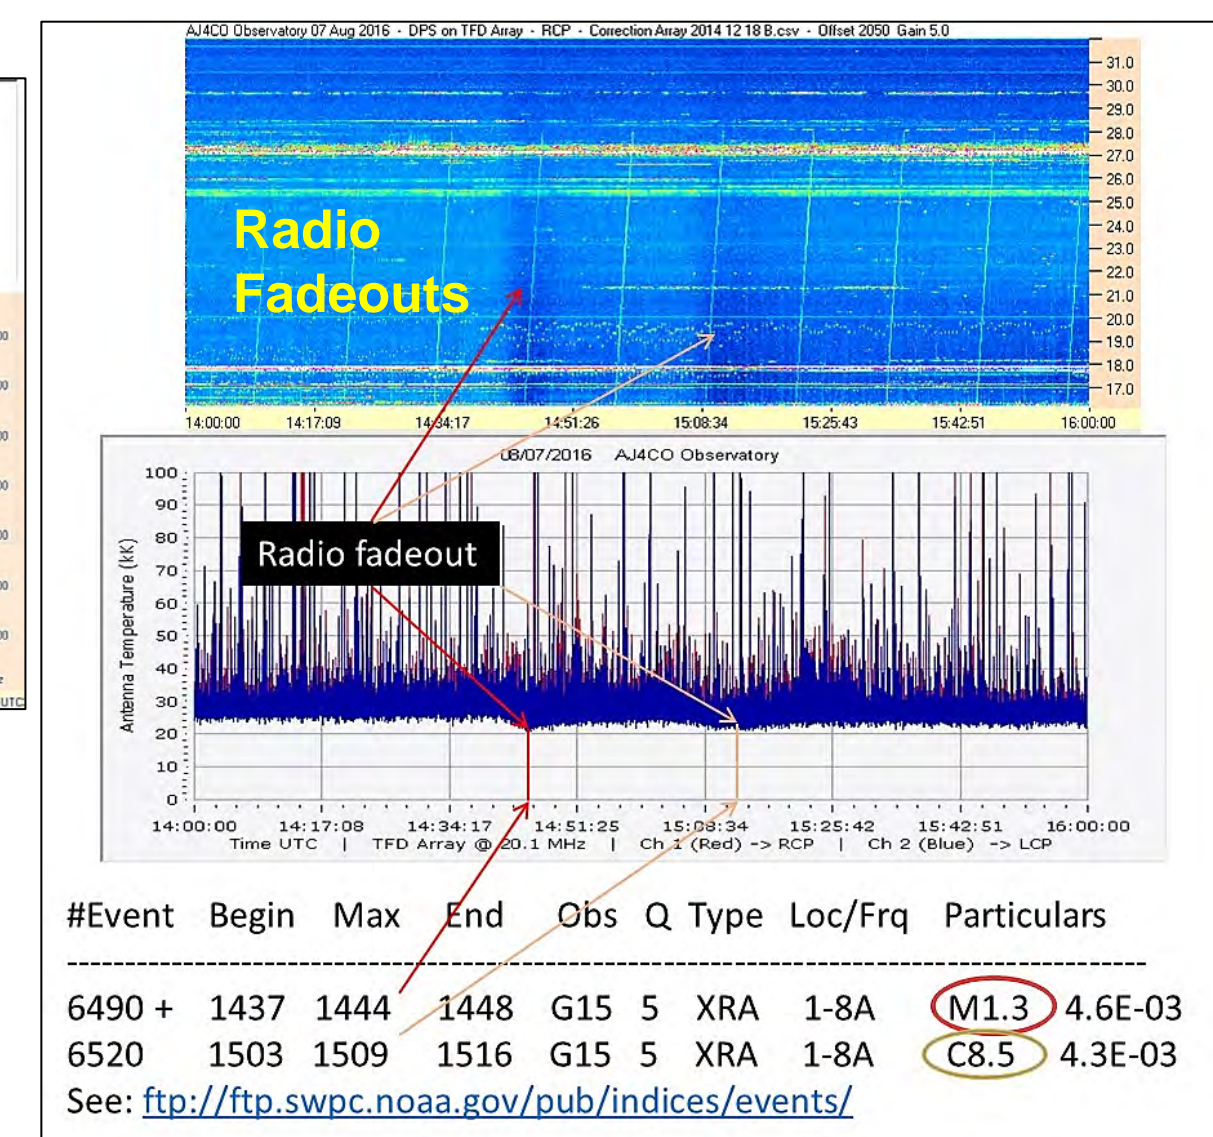 AJ4CO Observatory 07 Aug 2016 - DPS on TFD Array - RCP - Correction Array 2014 12 18 B.csv - Offset 2050 Gain 5.0
31.0
30.0
29.0
28.0
27.0
26.0
25.0
24.0
23.0
22.0
21.0
20.0
19.0
18.0
17.0
Radio
Fadeouts
14:00:00 14:17:09 14:34:17 14:51:26 15:08:34 15:25:43 15:42:51 16:00:00
08/07/2016 AJ4CO Observatory
Antenna Temperature (kK)
100
90
80
70
60
50
40
30
20
10
0
Radio fadeout
14:00:00 14:17:08 14:34:17 14:51:25 15:08:34 15:25:42 15:42:51 16:00:00
Time UTC | TFD Array @ 20.1 MHz | Ch 1 (Red) -> RCP | Ch 2 (Blue) -> LCP
#Event Begin Max End Obs Q Type Loc/Frq Particulars
--------------------------------------------------------------------------------------------
6490 + 1437 1444 1448 G15 5 XRA 1-8A M1.3 4.6E-03
6520 1503 1509 1516 G15 5 XRA 1-8A C8.5 4.3E-03
See: ftp://ftp.swpc.noaa.gov/pub/indices/events/
UTC